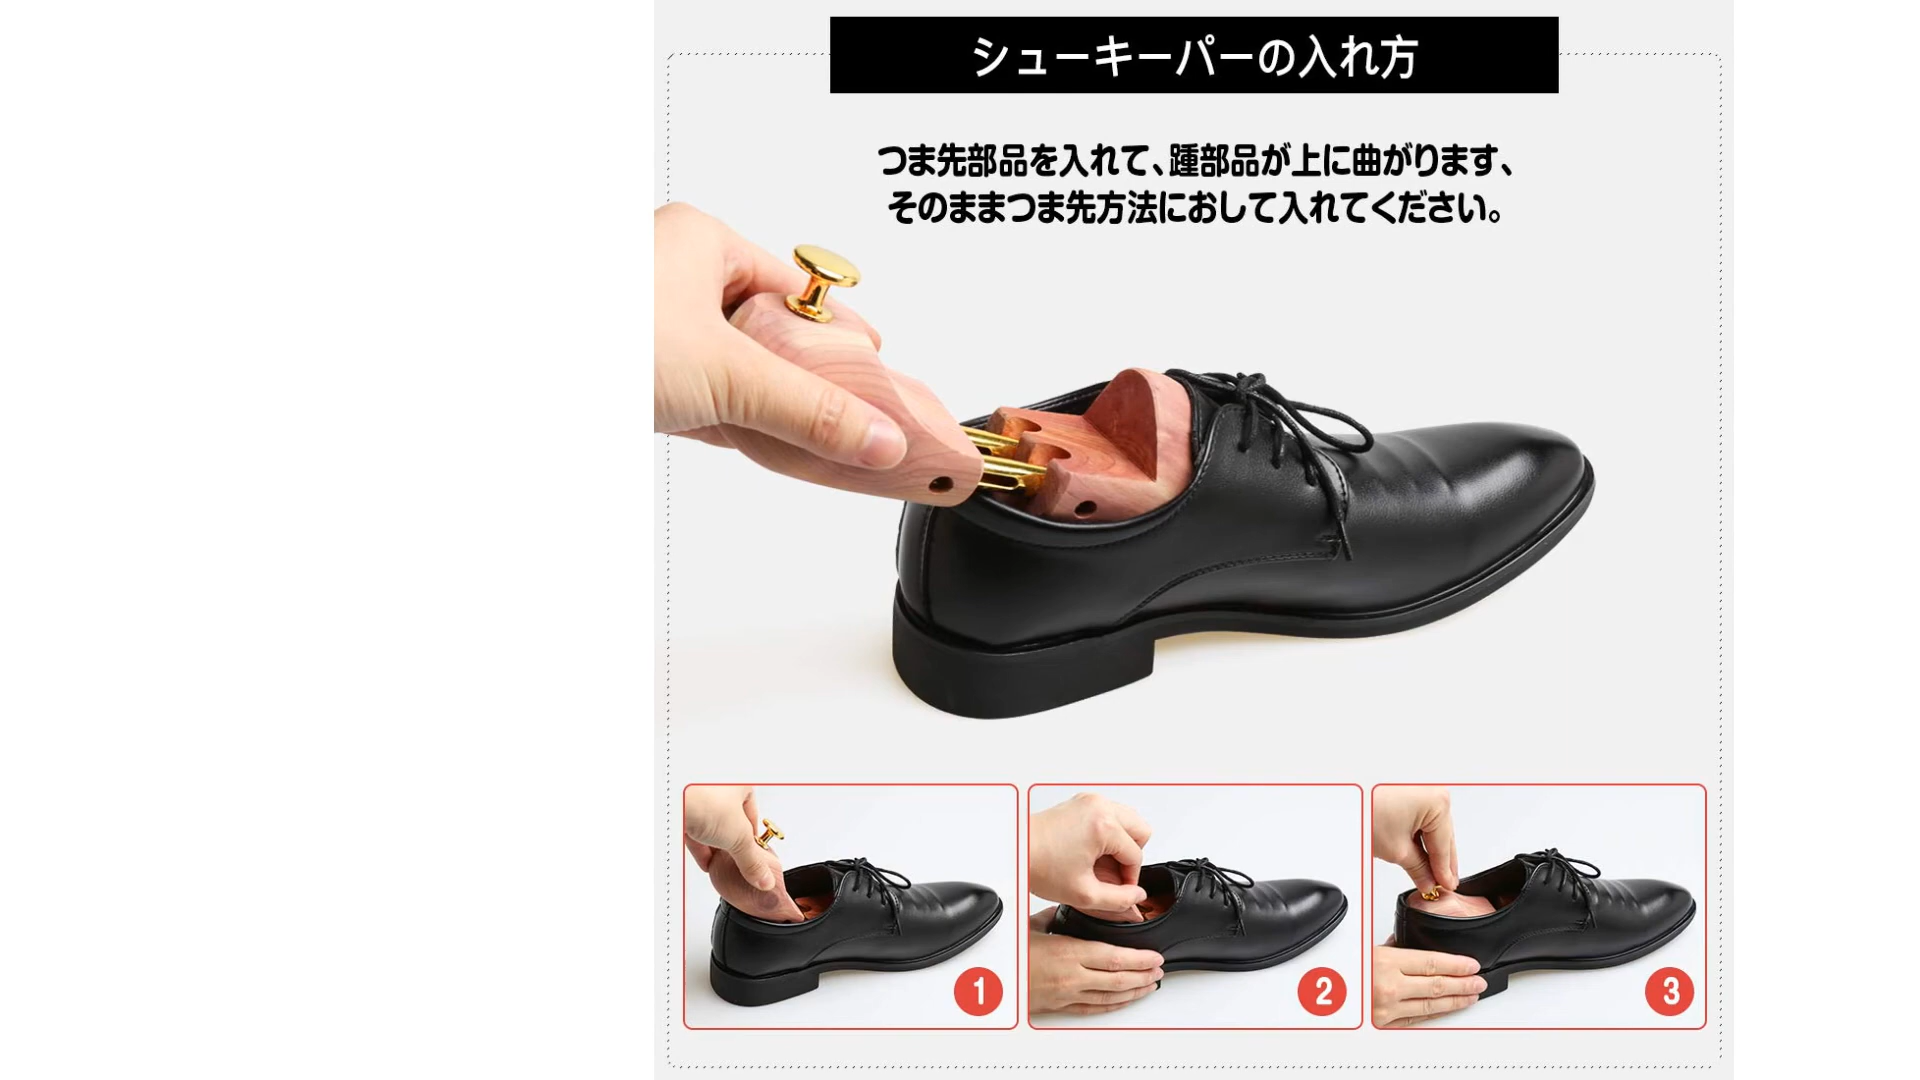 シューキーパーの入れ方
つま先部品を入れて、踵部品が上に曲がります、
そのままつま先方法におして入れてください。
1
2
3